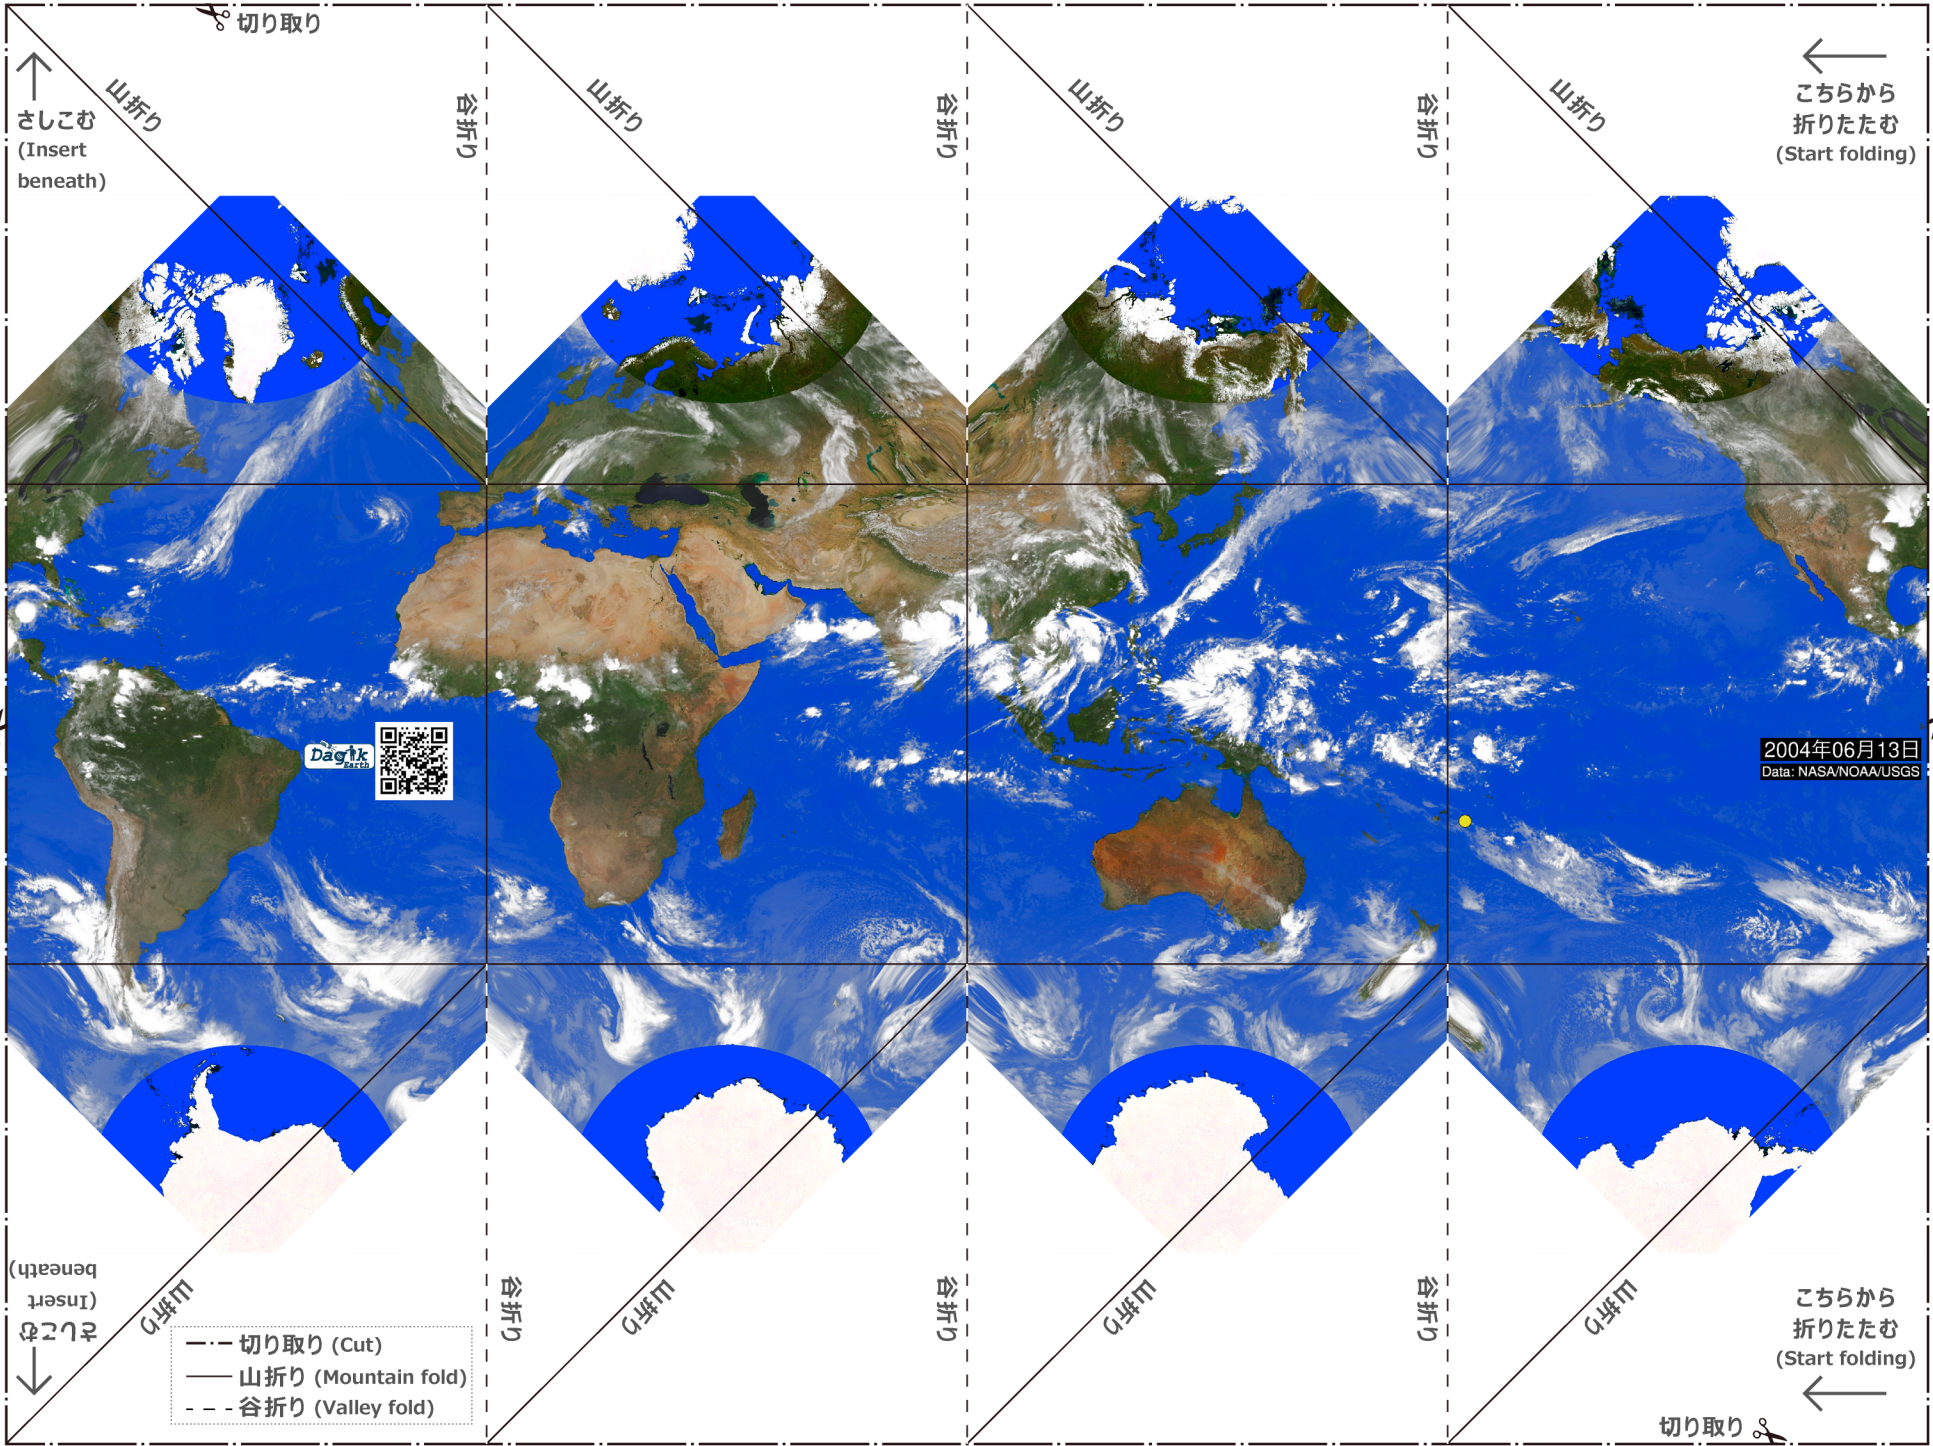 切り取り
さしこむ
(Insert
beneath)
山折り
谷折り
山折り
谷折り
山折り
谷折り
山折り
こちらから
折りたたむ
(Start folding)
Dagik
Earth
2004年06月13日
Data: NASA/NOAA/USGS
さしこむ
(Insert
beneath)
山折り
谷折り
山折り
谷折り
山折り
谷折り
山折り
こちらから
折りたたむ
(Start folding)
切り取り (Cut)
山折り (Mountain fold)
谷折り (Valley fold)
切り取り